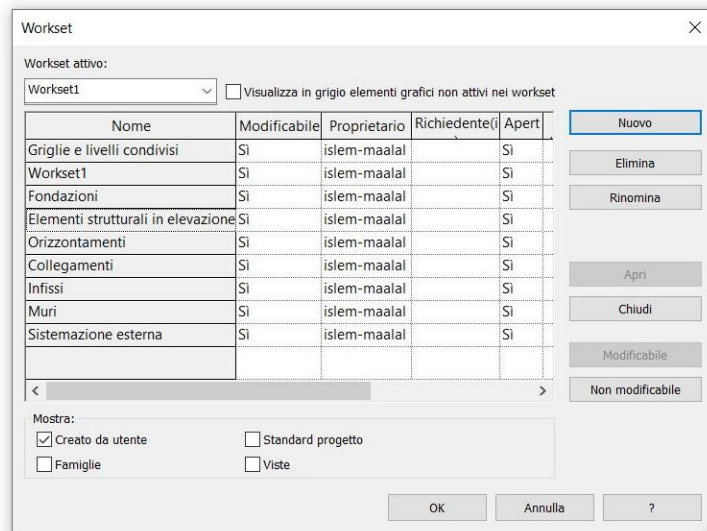 Workset
Workset attivo:
Workset1
Visualizza in grigio elementi grafici non attivi nei workset
Nome Modificabile Proprietario Richiedente(i Apert
Griglie e livelli condivisi Sì islem-maalal Sì
Workset1 Sì islem-maalal Sì
Fondazioni Sì islem-maalal Sì
Elementi strutturali in elevazione Sì islem-maalal Sì
Orizzontamenti Sì islem-maalal Sì
Collegamenti Sì islem-maalal Sì
Infissi Sì islem-maalal Sì
Muri Sì islem-maalal Sì
Sistemazione esterna Sì islem-maalal Sì
Nuovo
Elimina
Rinomina
Apri
Chiudi
Modificabile
Non modificabile
Mostra:
Creato da utente Standard progetto
Famiglie Viste
OK Annulla ?